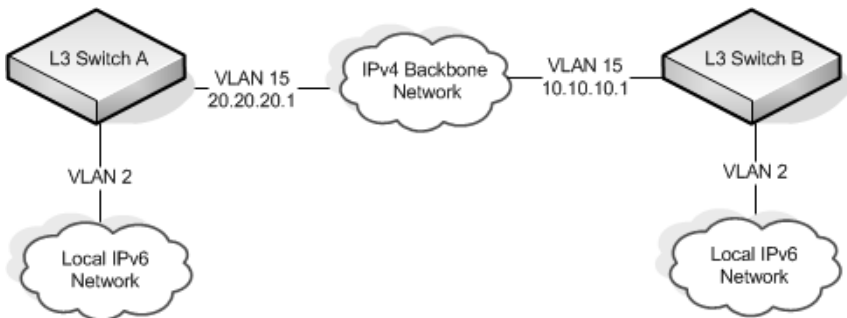 L3 Switch A
VLAN 15
20.20.20.1
IPv4 Backbone
Network
VLAN 15
10.10.10.1
L3 Switch B
VLAN 2
VLAN 2
Local IPv6
Network
Local IPv6
Network